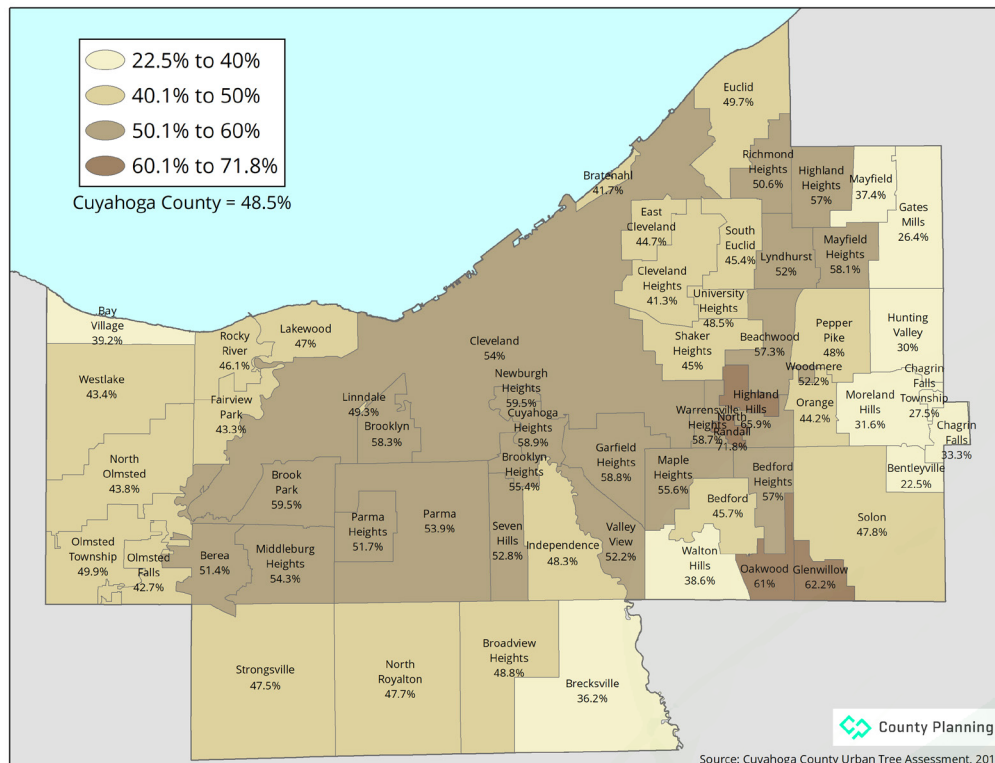 22.5% to 40%
40.1% to 50%
50.1% to 60%
60.1% to 71.8%
Cuyahoga County = 48.5%
Euclid
49.7%
Bratenahl
41.7%
Richmond
Heights
50.6%
Highland
Heights
57%
Mayfield
37.4%
Gates
Mills
26.4%
East
Cleveland
44.7%
South
Euclid
45.4%
Lyndhurst
52%
Mayfield
Heights
58.1%
Cleveland
Heights
41.3%
University
Heights
48.5%
Bay
Village
39.2%
Rocky
River
46.1%
Lakewood
47%
Cleveland
54%
Shaker
Heights
45%
Beachwood
57.3%
Pepper
Pike
48%
Hunting
Valley
30%
Westlake
43.4%
Fairview
Park
43.3%
Linndale
49.3%
Brooklyn
58.3%
Newburgh
Heights
59.5%
Cuyahoga
Heights
58.9%
Woodmere
52.2%
Chagrin
Falls
Township
27.5%
Highland
Hills
65.9%
Orange
44.2%
Moreland
Hills
31.6%
Warrensville
Heights
58.7%
North
Randall
71.8%
Chagrin
Falls
33.3%
North
Olmsted
43.8%
Brook
Park
59.5%
Brooklyn
Heights
55.4%
Garfield
Heights
58.8%
Maple
Heights
55.6%
Bedford
Heights
57%
Bentleyville
22.5%
Parma
Heights
51.7%
Parma
53.9%
Seven
Hills
52.8%
Bedford
45.7%
Solon
47.8%
Olmsted
Township
49.9%
Olmsted
Falls
42.7%
Berea
51.4%
Middleburg
Heights
54.3%
Independence
48.3%
Valley
View
52.2%
Walton
Hills
38.6%
Oakwood
61%
Glenwillow
62.2%
Strongsville
47.5%
North
Royalton
47.7%
Broadview
Heights
48.8%
Brecksville
36.2%
County Planning
Source: Cuyahoga County Urban Tree Assessment, 201